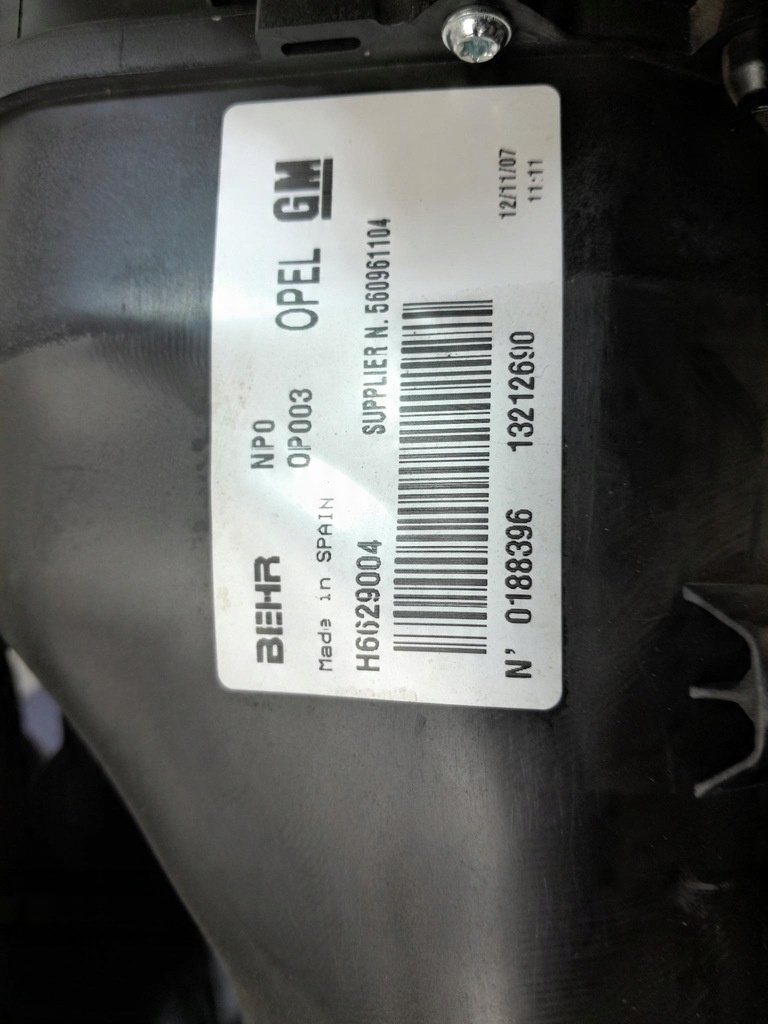 BEHR NPO
OP003 OPEL GM
Made in SPAIN
H6629004 SUPPLIER N. 560961104
N' 0188396 13212690
12/11/07
11:11